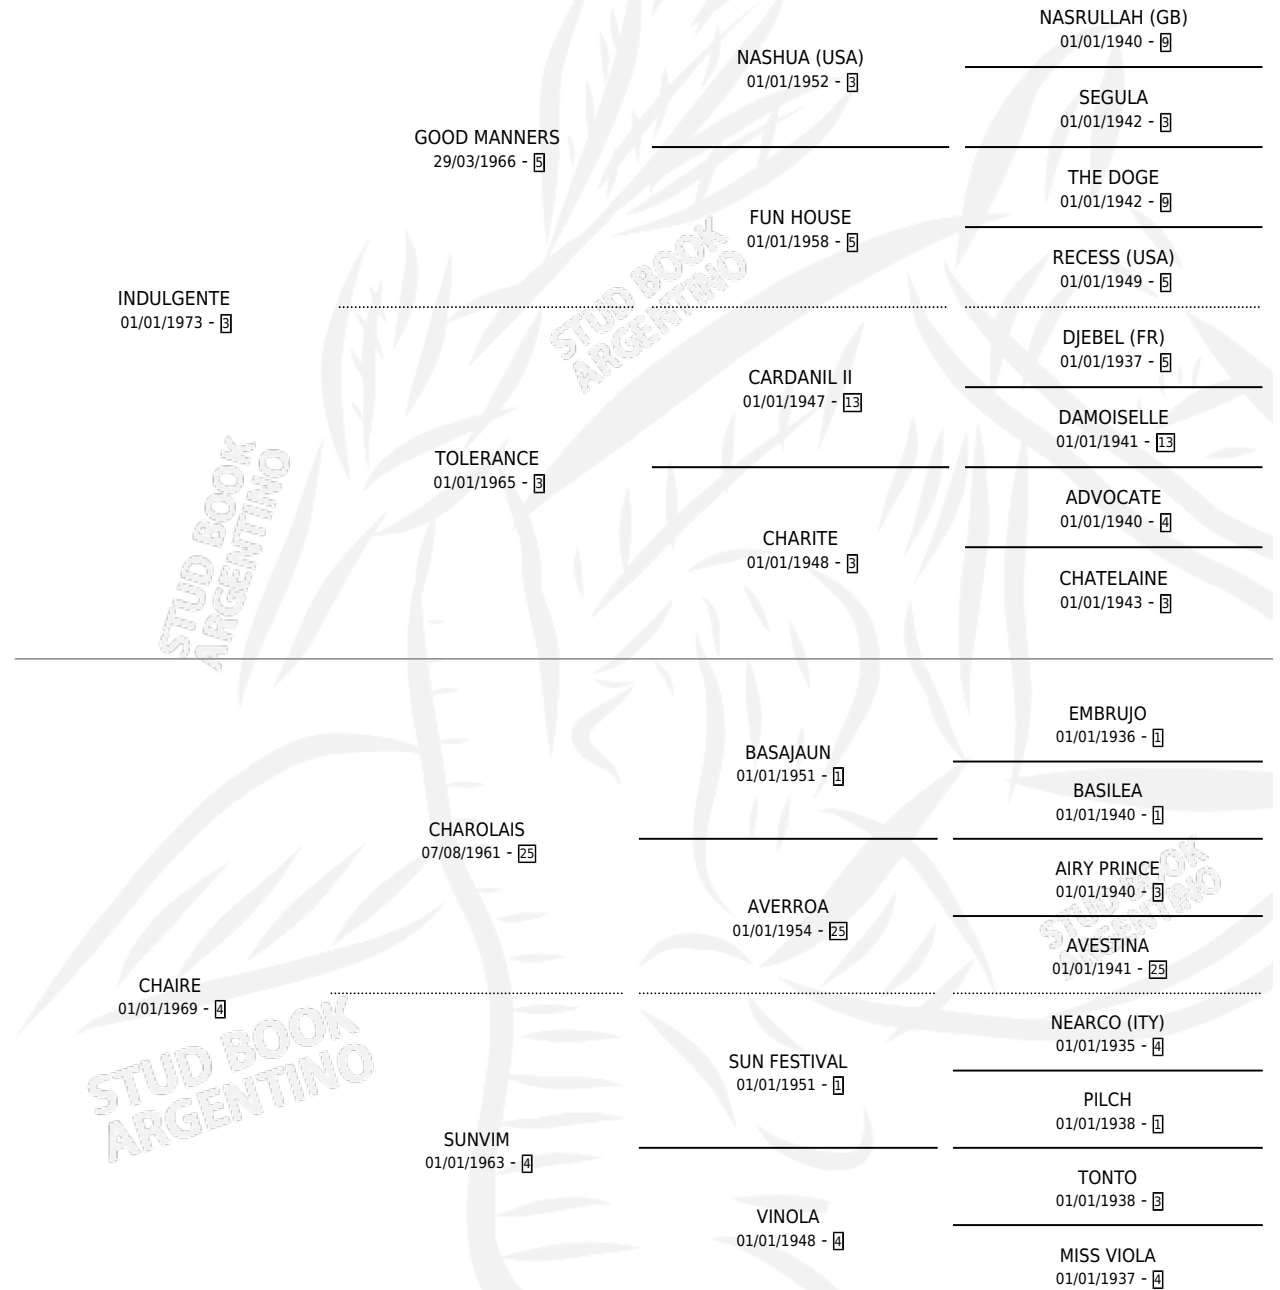 NASRULLAH (GB)
01/01/1940 - 9
NASHUA (USA)
01/01/1952 - 3
SEGULA
01/01/1942 - 3
GOOD MANNERS
29/03/1966 - 5
THE DOGE
01/01/1942 - 9
FUN HOUSE
01/01/1958 - 5
RECESS (USA)
01/01/1949 - 5
INDULGENTE
01/01/1973 - 3
DJEBEL (FR)
01/01/1937 - 5
CARDANIL II
01/01/1947 - 13
DAMOISELLE
01/01/1941 - 13
TOLERANCE
01/01/1965 - 3
ADVOCATE
01/01/1940 - 4
CHARITE
01/01/1948 - 3
CHATELAINE
01/01/1943 - 3
EMBRUJO
01/01/1936 - 1
BASAJAUN
01/01/1951 - 1
BASILEA
01/01/1940 - 1
CHAROLAIS
07/08/1961 - 25
AIRY PRINCE
01/01/1940 - 3
AVERROA
01/01/1954 - 25
AVESTINA
01/01/1941 - 25
CHAIRE
01/01/1969 - 4
NEARCO (ITY)
01/01/1935 - 4
SUN FESTIVAL
01/01/1951 - 1
PILCH
01/01/1938 - 1
SUNVIM
01/01/1963 - 4
TONTO
01/01/1938 - 3
VINOLA
01/01/1948 - 4
MISS VIOLA
01/01/1937 - 4
STUD BOOK
ARGENTINO
STUD BOOK
ARGENTINO
STUD BOOK
ARGENTINO
STUD BOOK
ARGENTINO